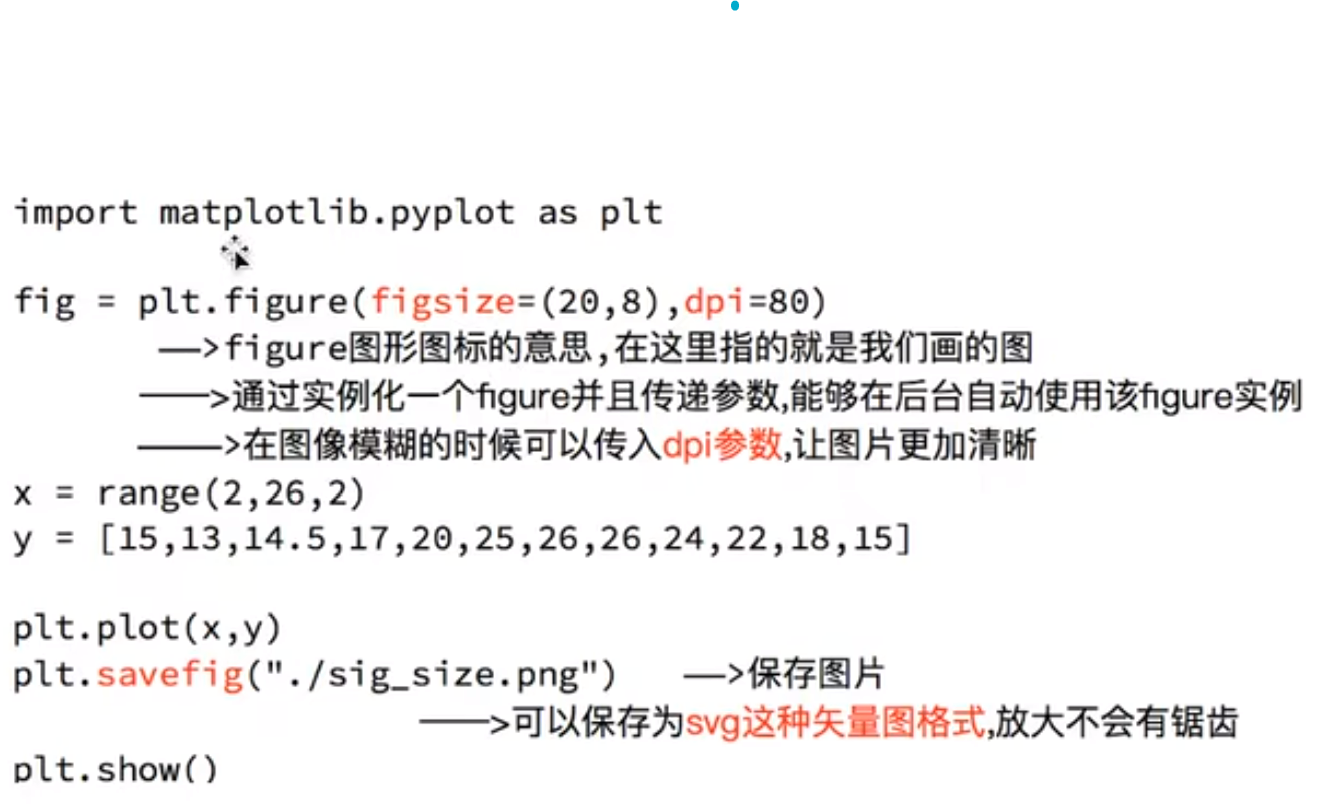 import matplotlib.pyplot as plt
fig = plt.figure(figsize=(20,8),dpi=80)
——>figure图形图标的意思,在这里指的就是我们画的图
———>通过实例化一个figure并且传递参数,能够在后台自动使用该figure实例
————>在图像模糊的时候可以传入dpi参数,让图片更加清晰
x = range(2,26,2)
y = [15,13,14.5,17,20,25,26,26,24,22,18,15]
plt.plot(x,y)
plt.savefig("./sig_size.png") ——>保存图片
———>可以保存为svg这种矢量图格式,放大不会有锯齿
plt.show()